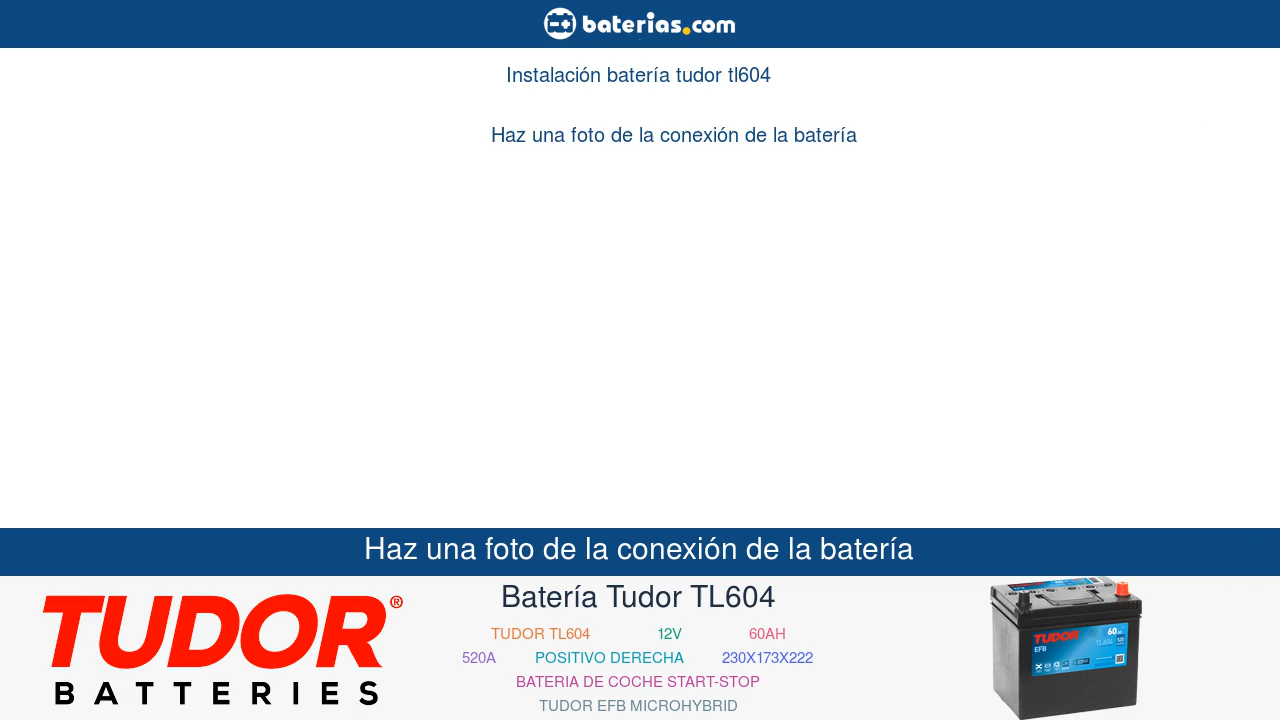 baterias.com
Instalación batería tudor tl604
Haz una foto de la conexión de la batería
Haz una foto de la conexión de la batería
TUDOR®
BATTERIES
Batería Tudor TL604
TUDOR TL604 12V 60AH
520A POSITIVO DERECHA 230X173X222
BATERIA DE COCHE START-STOP
TUDOR EFB MICROHYBRID
TUDOR 60Ah
EFB